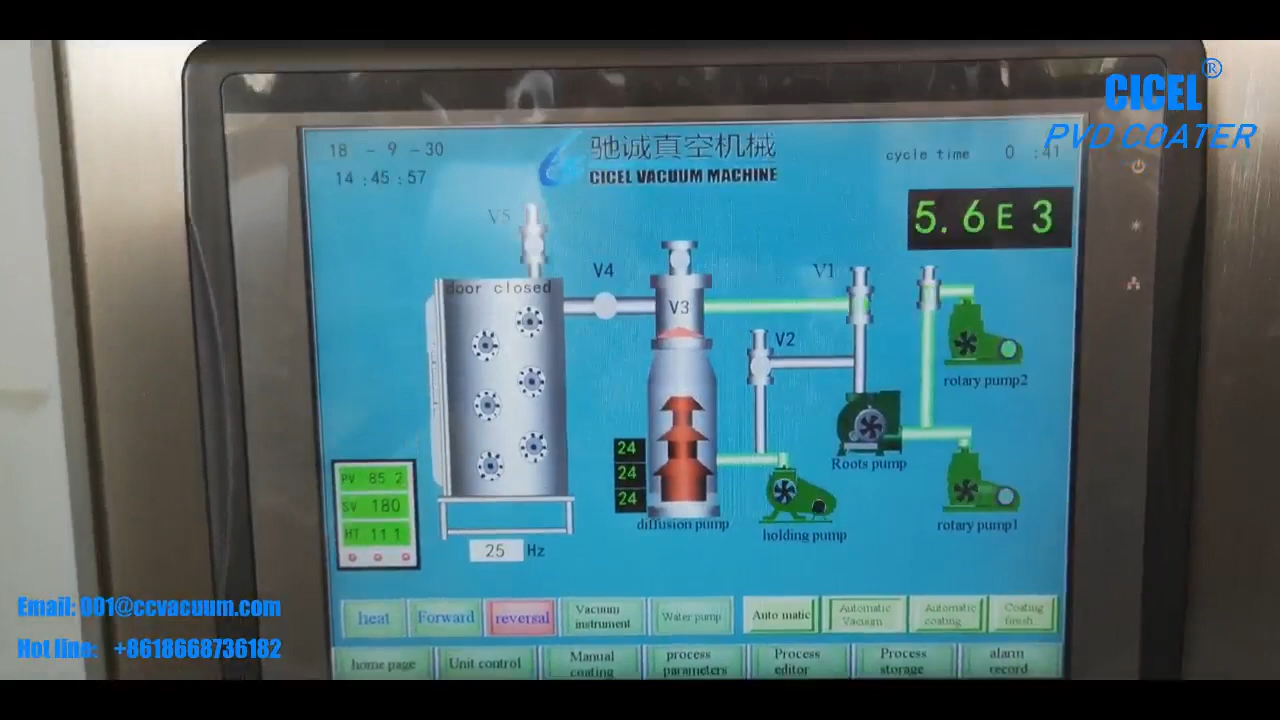 CICEL®
PVD COATER
18 - 9 - 30
14 : 45 : 57
驰诚真空机械
CICEL VACUUM MACHINE
cycle time 0 : 41
5.6E 3
V5
door closed
V4
V3
V1
V2
rotary pump2
Roots pump
rotary pump1
24
24
24
diffusion pump
holding pump
PV 85 2
SV 180
HT 11 1
25 Hz
heat
Forward
reversal
Vacuum
instrument
Water pump
Auto matic
Automatic
Vacuum
Automatic
coating
Coating
finish
home page
Unit control
Manual
coating
process
parameters
Process
editor
Process
storage
alarm
record
Email: 001@ccvacuum.com
Hot line: +8618668736182